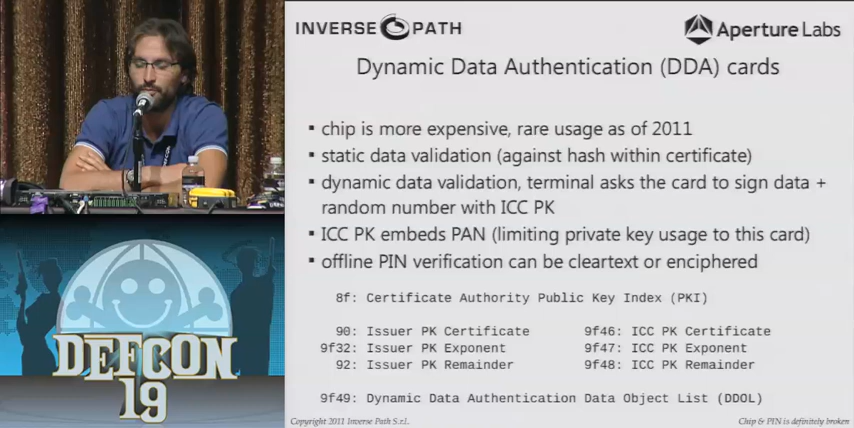 INVERSE PATH
Aperture Labs
Dynamic Data Authentication (DDA) cards
▪ chip is more expensive, rare usage as of 2011
▪ static data validation (against hash within certificate)
▪ dynamic data validation, terminal asks the card to sign data +
random number with ICC PK
▪ ICC PK embeds PAN (limiting private key usage to this card)
▪ offline PIN verification can be cleartext or enciphered
8f: Certificate Authority Public Key Index (PKI)
90: Issuer PK Certificate 9f46: ICC PK Certificate
9f32: Issuer PK Exponent 9f47: ICC PK Exponent
92: Issuer PK Remainder 9f48: ICC PK Remainder
9f49: Dynamic Data Authentication Data Object List (DDOL)
Copyright 2011 Inverse Path S.r.l. Chip & PIN is definitely broken
DEFCON
19